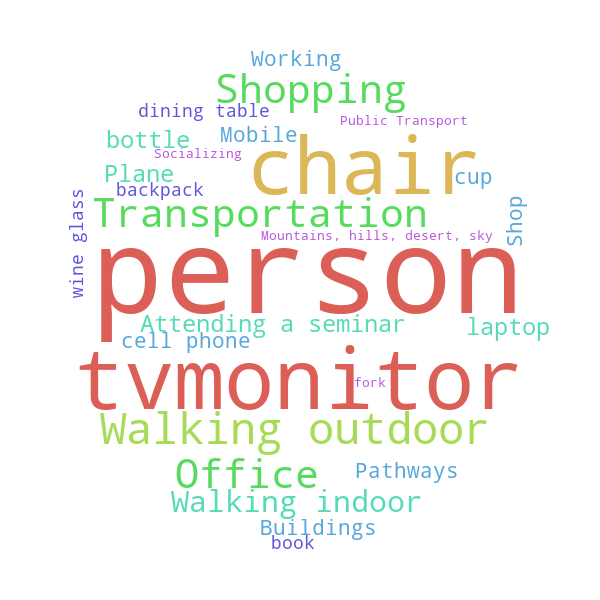 Working
Shopping
dining table
Public Transport
bottle
Mobile
Socializing
chair
Plane
cup
backpack
wine glass
Transportation
Shop
Mountains, hills, desert, sky
person
Attending a seminar
laptop
cell phone
tvmonitor
fork
Walking outdoor
Office
Pathways
Walking indoor
Buildings
book